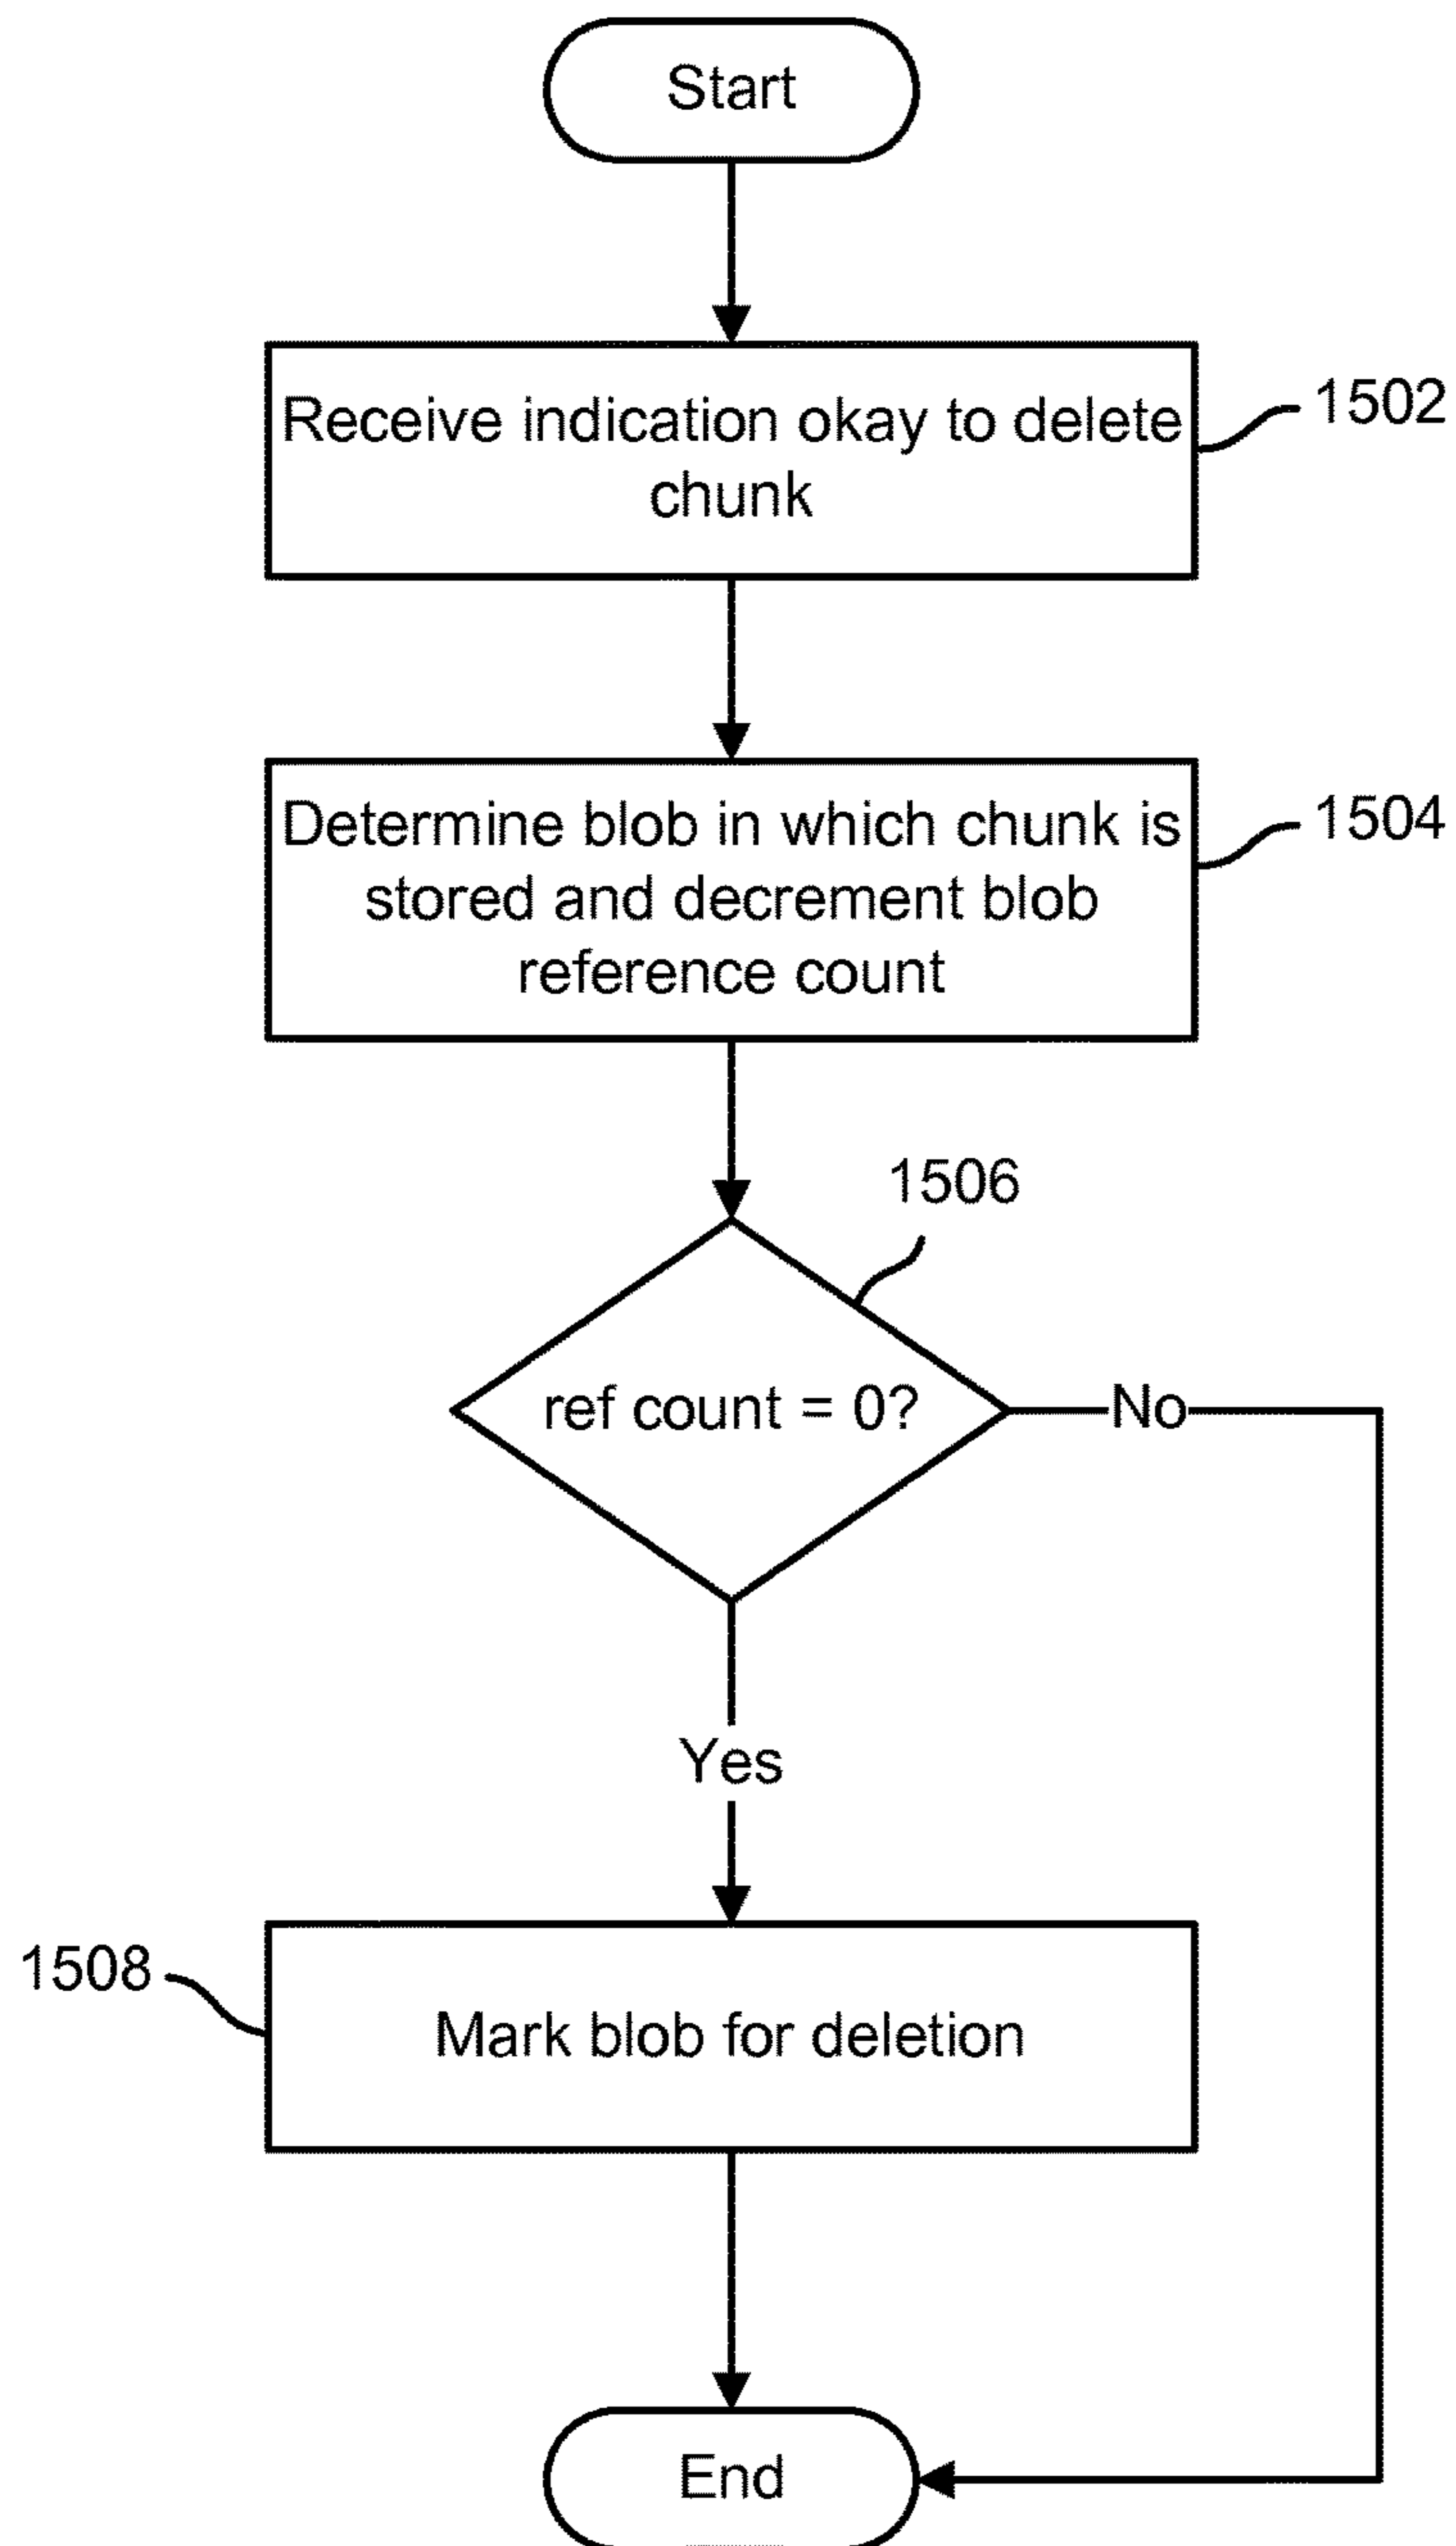 Start
Receive indication okay to delete
chunk
1502
Determine blob in which chunk is
stored and decrement blob
reference count
1504
1506
ref count = 0?
No
Yes
1508
Mark blob for deletion
End